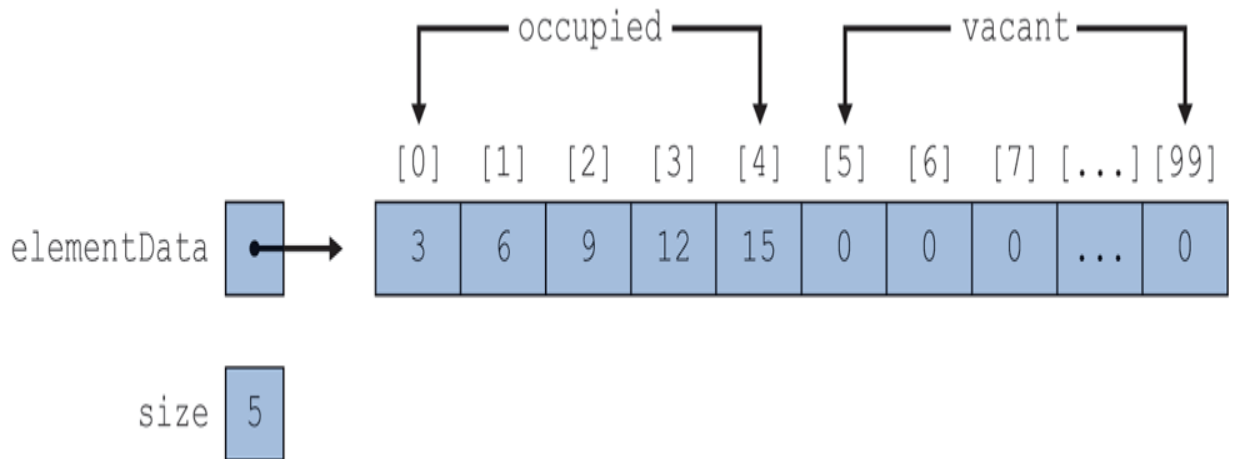 occupied vacant
[0] [1] [2] [3] [4] [5] [6] [7] [...] [99]
elementData 3 6 9 12 15 0 0 0 ... 0
size 5